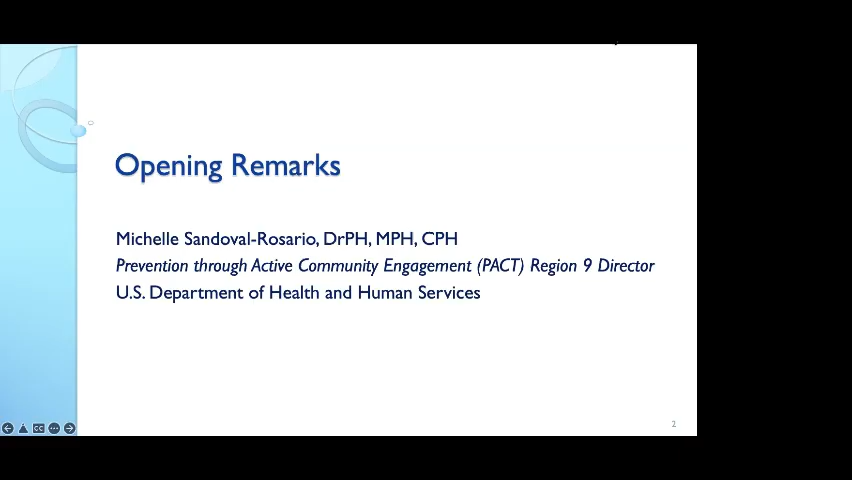 Opening Remarks
Michelle Sandoval-Rosario, DrPH, MPH, CPH
Prevention through Active Community Engagement (PACT) Region 9 Director
U.S. Department of Health and Human Services
CC
2